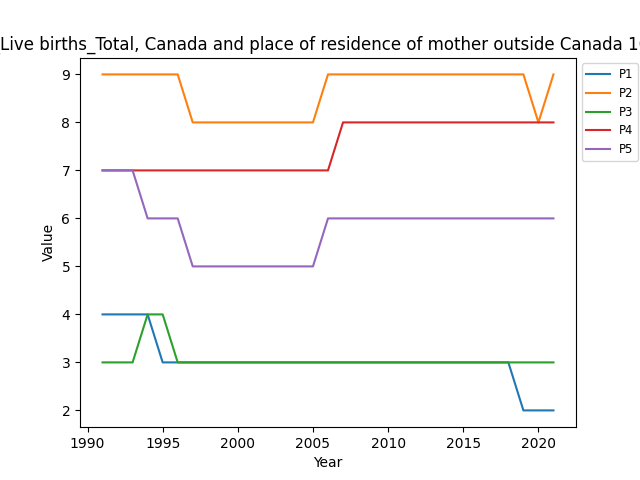 Live births_Total, Canada and place of residence of mother outside Canada
9
8
7
6
5
4
3
2
Value
1990
1995
2000
2005
2010
2015
2020
Year
P1
P2
P3
P4
P5